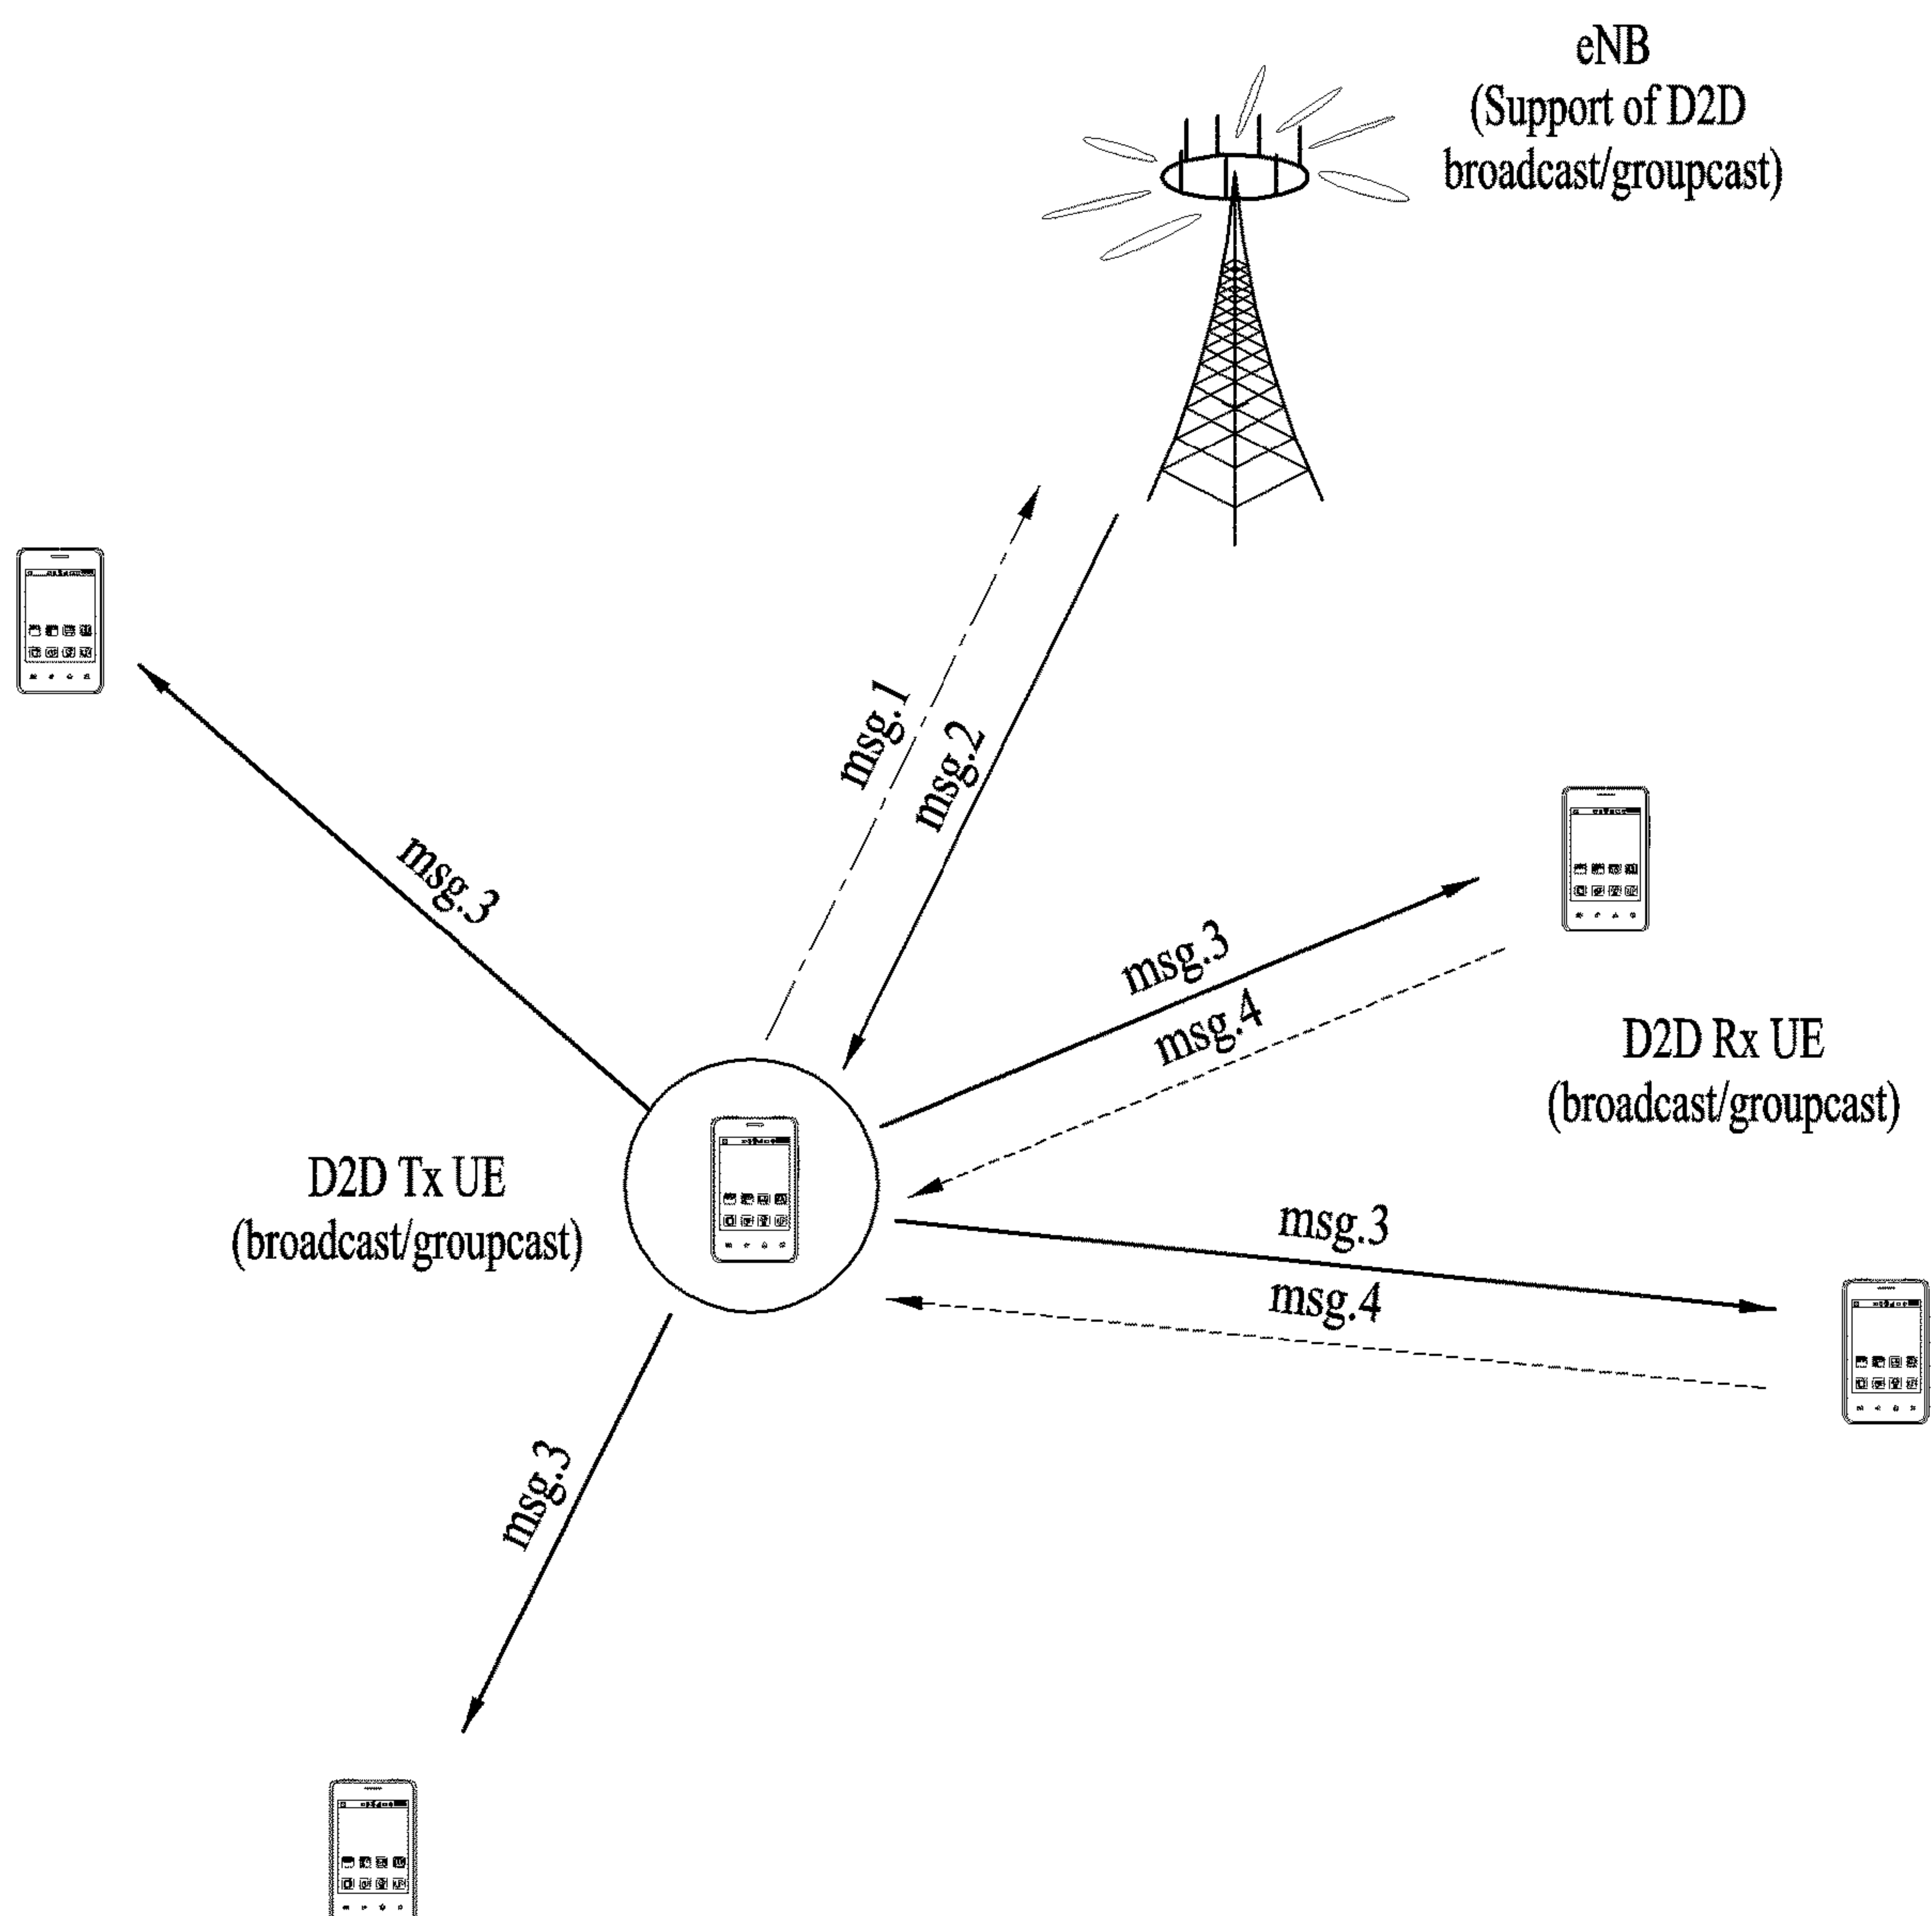 eNB
(Support of D2D
broadcast/groupcast)
msg.1
msg.2
msg.3
msg.3
msg.4
D2D Rx UE
(broadcast/groupcast)
D2D Tx UE
(broadcast/groupcast)
msg.3
msg.4
msg.3